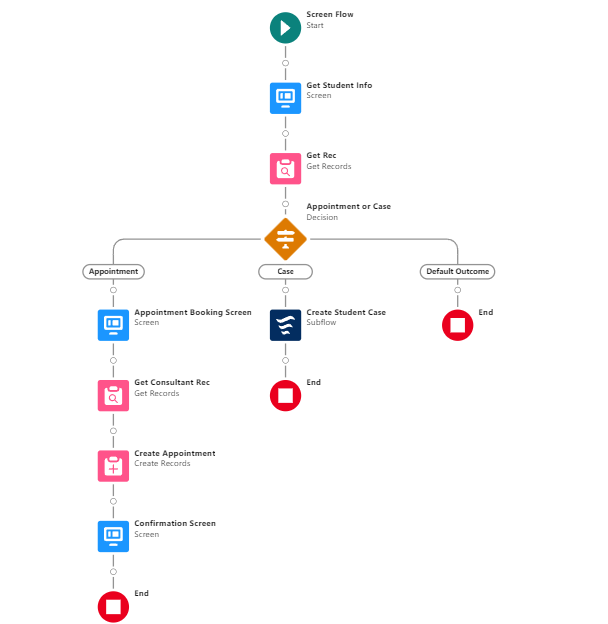 Screen Flow
Start
Get Student Info
Screen
Get Rec
Get Records
Appointment or Case
Decision
Appointment
Case
Default Outcome
Appointment Booking Screen
Screen
Create Student Case
Subflow
End
Get Consultant Rec
Get Records
End
Create Appointment
Create Records
Confirmation Screen
Screen
End